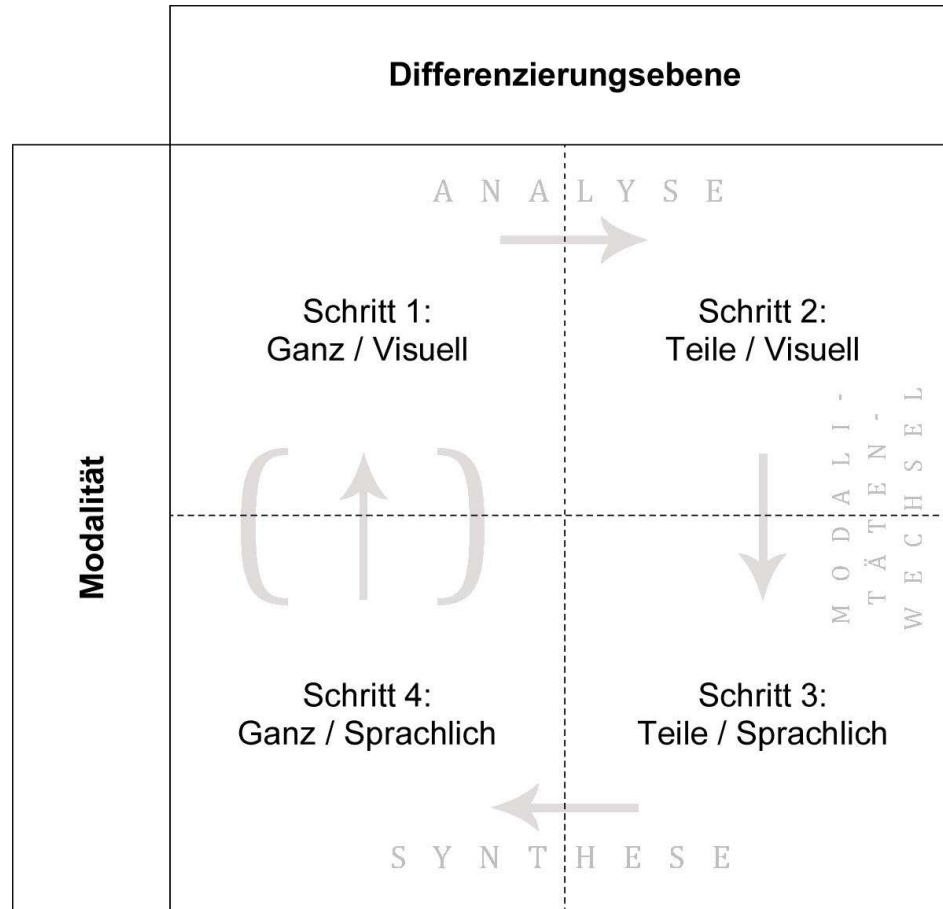 Differenzierungsebene
Modalität
ANALYSE
Schritt 1:
Ganz / Visuell
Schritt 2:
Teile / Visuell
MODALI-
TÄTEN-
WECHSEL
Schritt 4:
Ganz / Sprachlich
Schritt 3:
Teile / Sprachlich
SYNTHESE